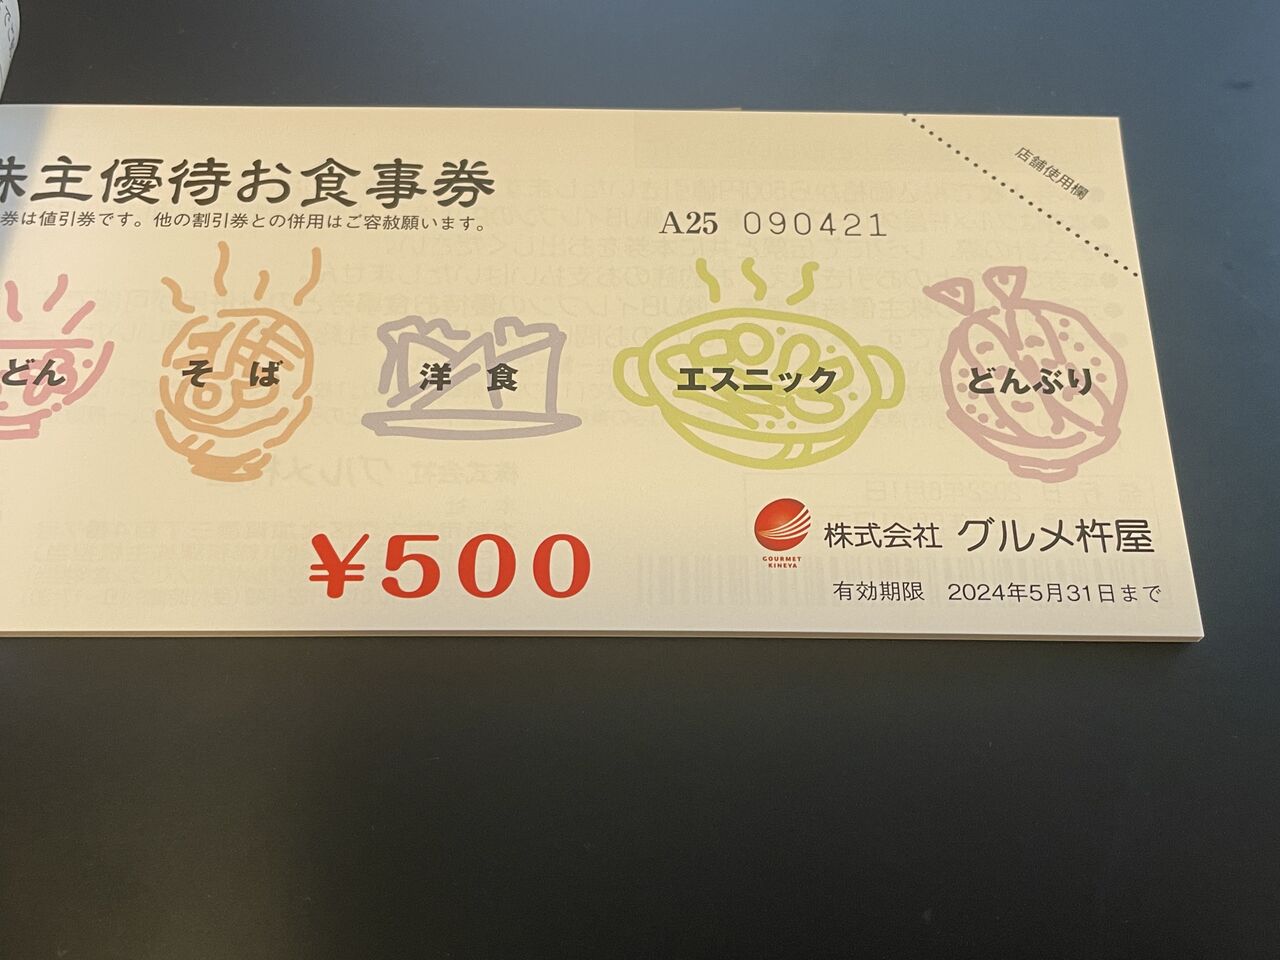 株主優待お食事券
券は値引券です。他の割引券との併用はご容赦願います。
店舗使用欄
A25 090421
どん
そば
洋食
エスニック
どんぶり
¥500
GOURMET
KINEYA
株式会社 グルメ杵屋
有効期限 2024年5月31日まで